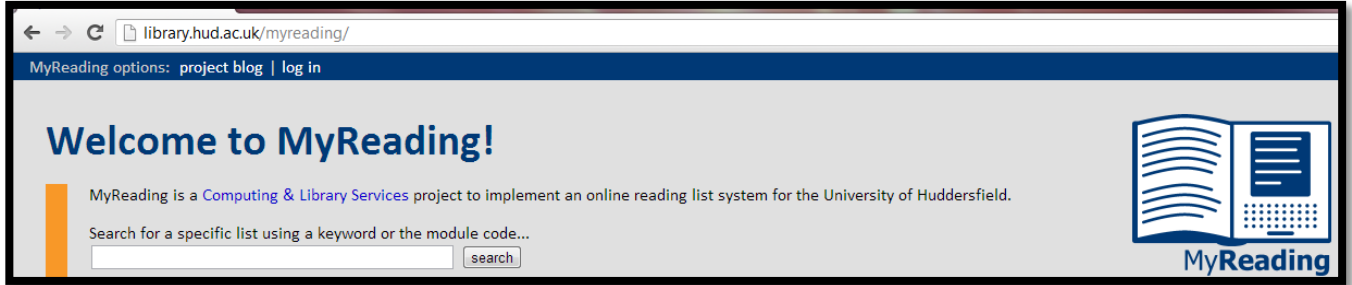 library.hud.ac.uk/myreading/
MyReading options: project blog | log in
Welcome to MyReading!
MyReading is a Computing & Library Services project to implement an online reading list system for the University of Huddersfield.
Search for a specific list using a keyword or the module code...
search
MyReading